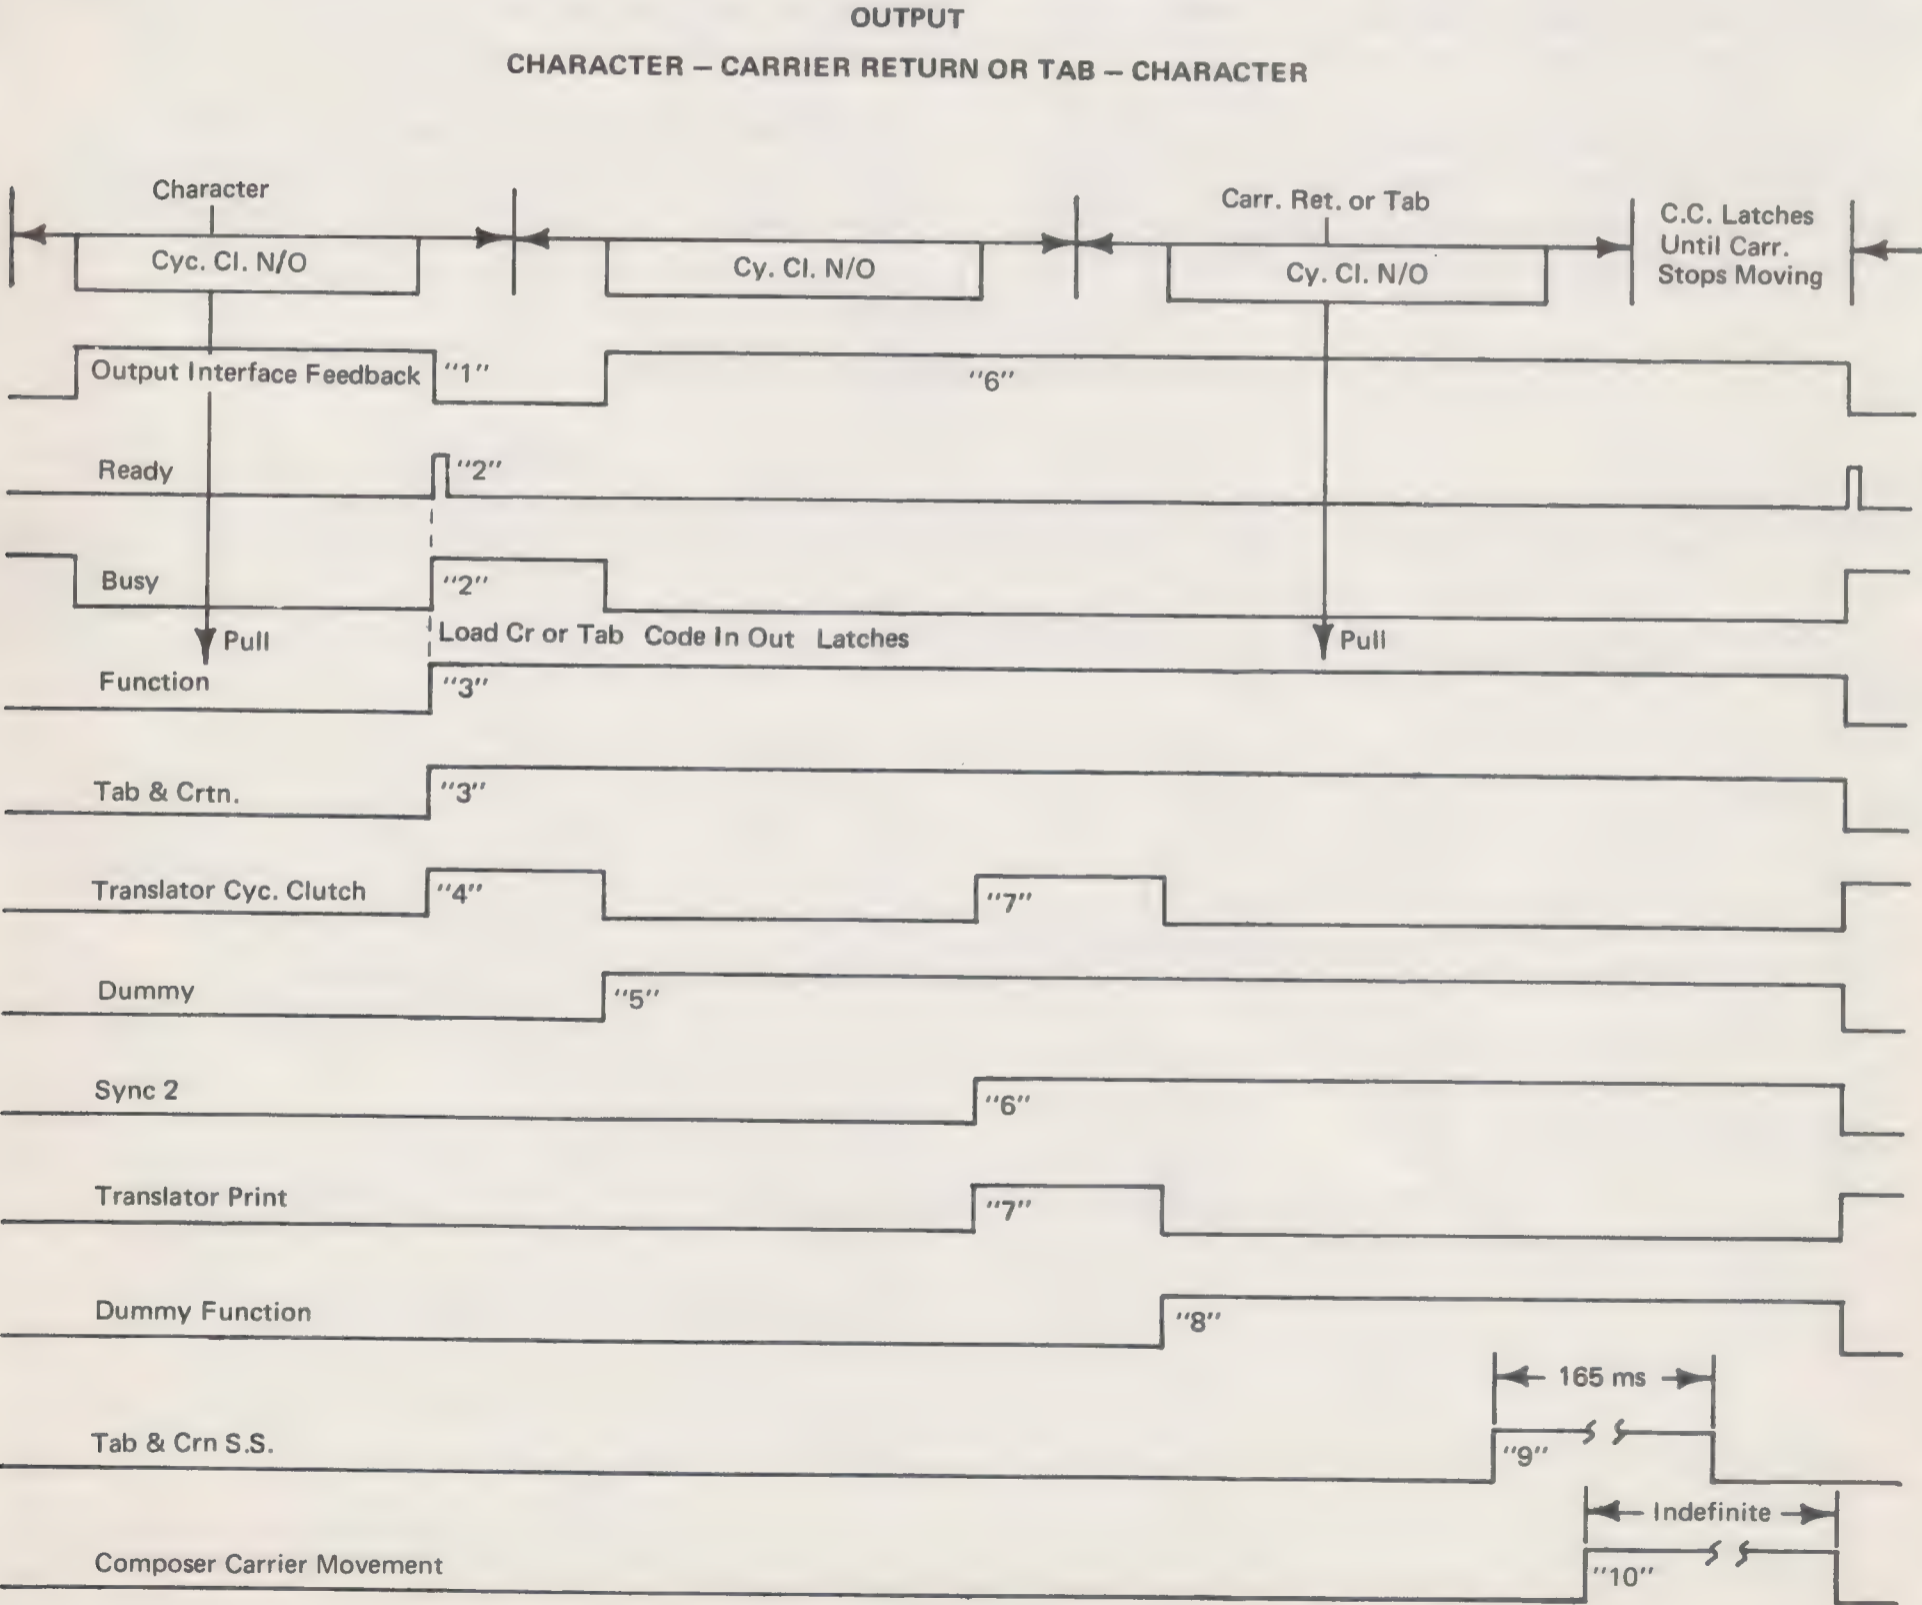 OUTPUT
CHARACTER – CARRIER RETURN OR TAB – CHARACTER
Character
Carr. Ret. or Tab
C.C. Latches
Until Carr.
Stops Moving
Cyc. Cl. N/O
Cy. Cl. N/O
Cy. Cl. N/O
Output Interface Feedback
"1"
"6"
Ready
"2"
Busy
"2"
Pull
Load Cr or Tab Code In Out Latches
Pull
Function
"3"
Tab & Crtn.
"3"
Translator Cyc. Clutch
"4"
"7"
Dummy
"5"
Sync 2
"6"
Translator Print
"7"
Dummy Function
"8"
165 ms
Tab & Crn S.S.
"9"
Indefinite
Composer Carrier Movement
"10"